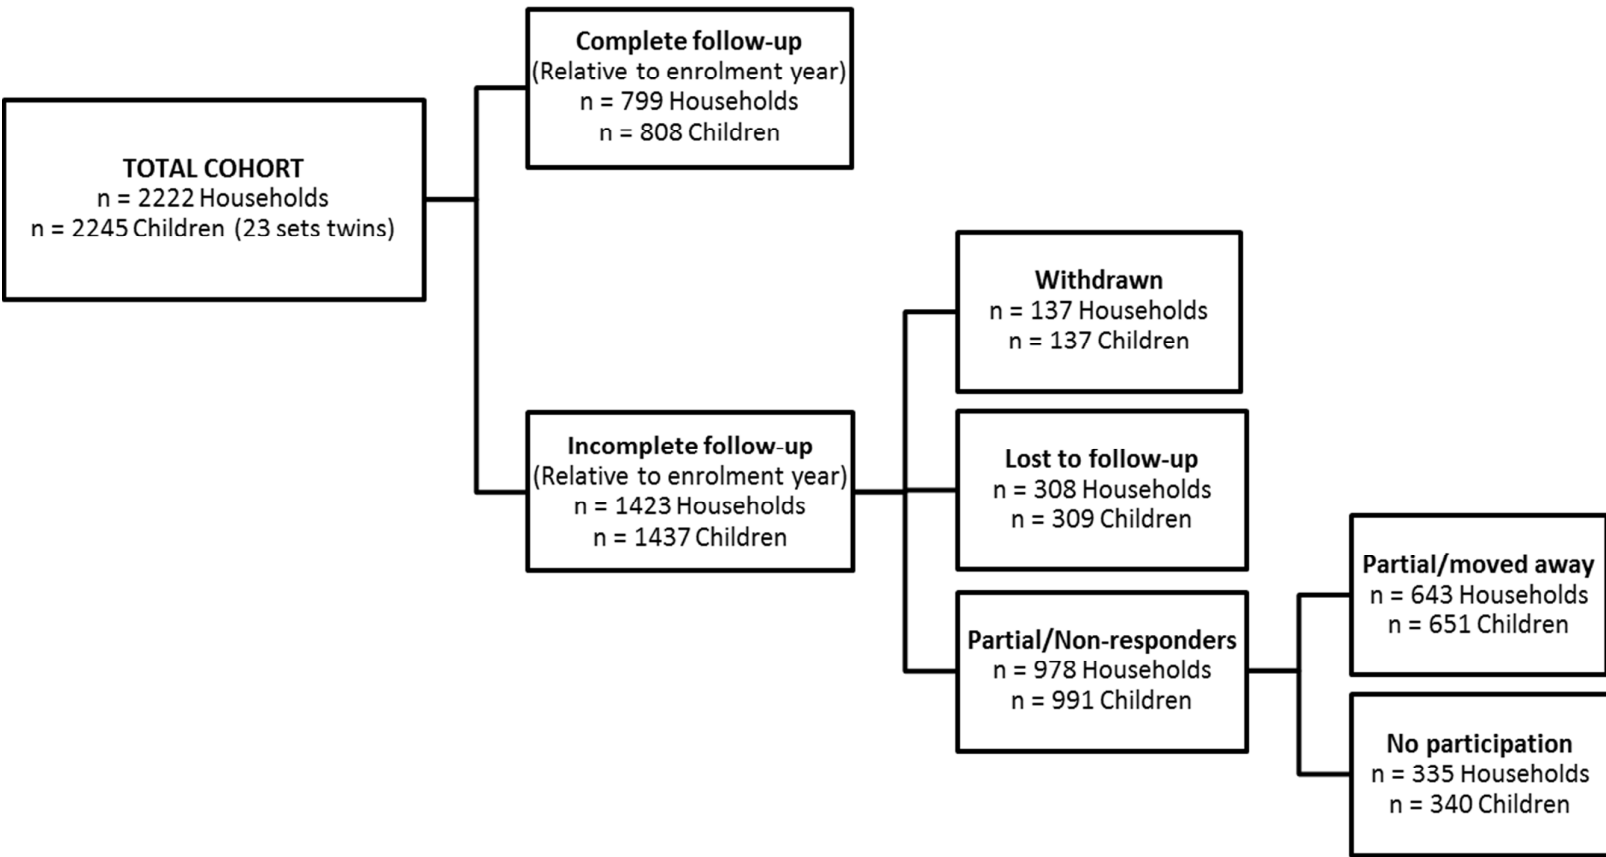 Complete follow-up
(Relative to enrolment year)
n = 799 Households
n = 808 Children
TOTAL COHORT
n = 2222 Households
n = 2245 Children (23 sets twins)
Withdrawn
n = 137 Households
n = 137 Children
Incomplete follow-up
(Relative to enrolment year)
n = 1423 Households
n = 1437 Children
Lost to follow-up
n = 308 Households
n = 309 Children
Partial/Non-responders
n = 978 Households
n = 991 Children
Partial/moved away
n = 643 Households
n = 651 Children
No participation
n = 335 Households
n = 340 Children